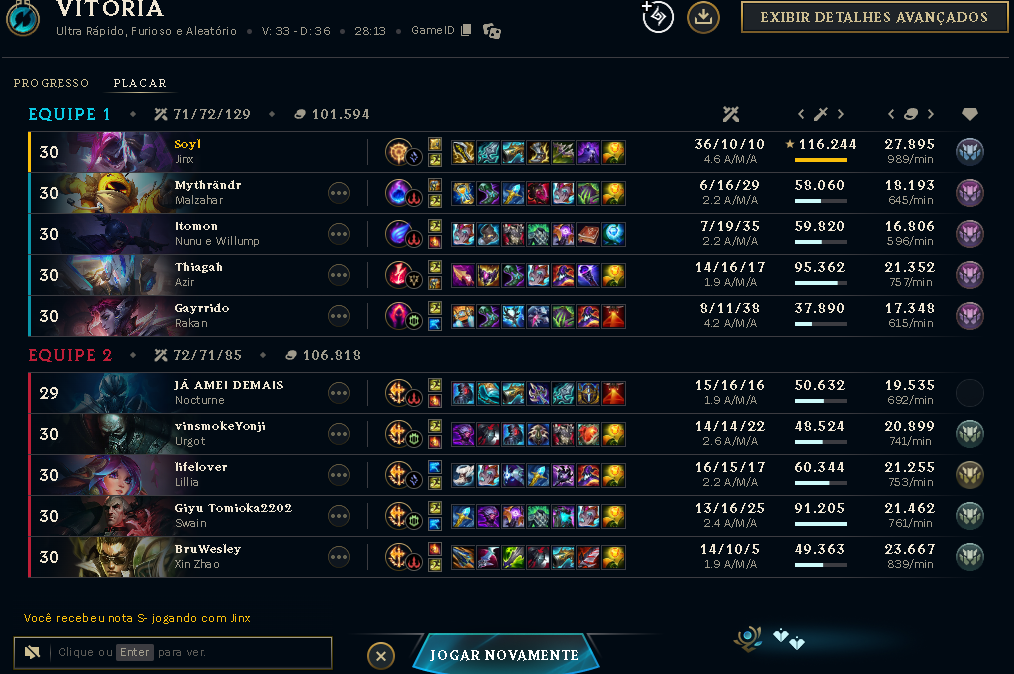 VITÓRIA
Ultra Rápido, Furioso e Aleatório • V: 33 - D: 36 • 28:13 • GameID
EXIBIR DETALHES AVANÇADOS
PROGRESSO PLACAR
EQUIPE 1 • 71/72/129 • 101.594
30 Soyl 36/10/10 116.244 27.895
Jinx 4.6 A/M/A 989/min
30 Mythrändr 6/16/29 58.060 18.193
Malzahar 2.2 A/M/A 645/min
30 Itomon 7/19/35 59.820 16.806
Nunu e Willump 2.2 A/M/A 596/min
30 Thiagah 14/16/17 95.362 21.352
Azir 1.9 A/M/A 757/min
30 Gayrrido 8/11/38 37.890 17.348
Rakan 4.2 A/M/A 615/min
EQUIPE 2 • 72/71/85 • 106.818
29 JÁ AMEI DEMAIS 15/16/16 50.632 19.535
Nocturne 1.9 A/M/A 692/min
30 vinsmokeYonji 14/14/22 48.524 20.899
Urgot 2.6 A/M/A 741/min
30 lifelover 16/15/17 60.344 21.255
Lillia 2.2 A/M/A 753/min
30 Giyu Tomioka2202 13/16/25 91.205 21.462
Swain 2.4 A/M/A 761/min
30 BruWesley 14/10/5 49.363 23.667
Xin Zhao 1.9 A/M/A 839/min
Você recebeu nota S- jogando com Jinx
Clique ou Enter para ver.
JOGAR NOVAMENTE